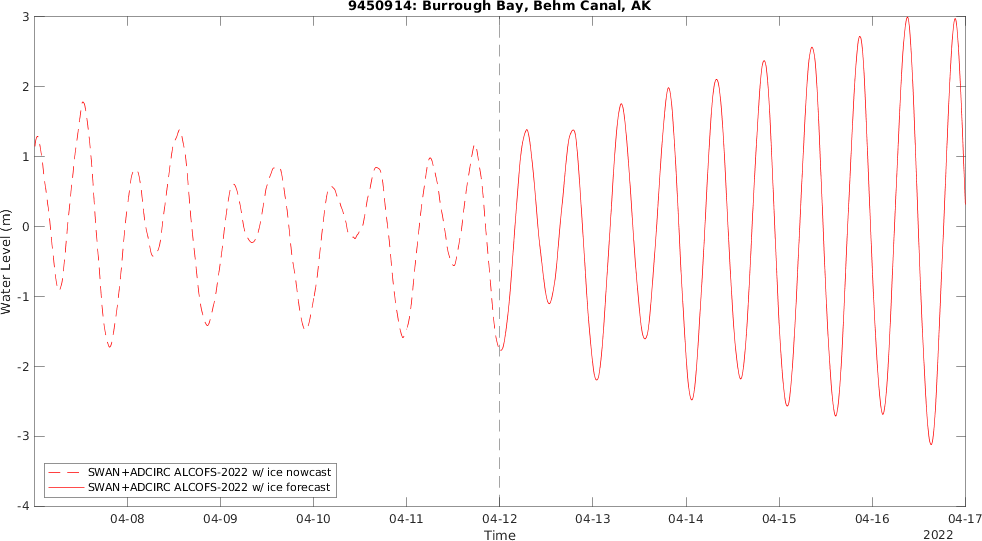 9450914: Burrough Bay, Behm Canal, AK
3
2
1
0
-1
-2
-3
-4
Water Level (m)
SWAN+ADCIRC ALCOFS-2022 w/ ice nowcast
SWAN+ADCIRC ALCOFS-2022 w/ ice forecast
04-08 04-09 04-10 04-11 04-12 04-13 04-14 04-15 04-16 04-17
Time
2022